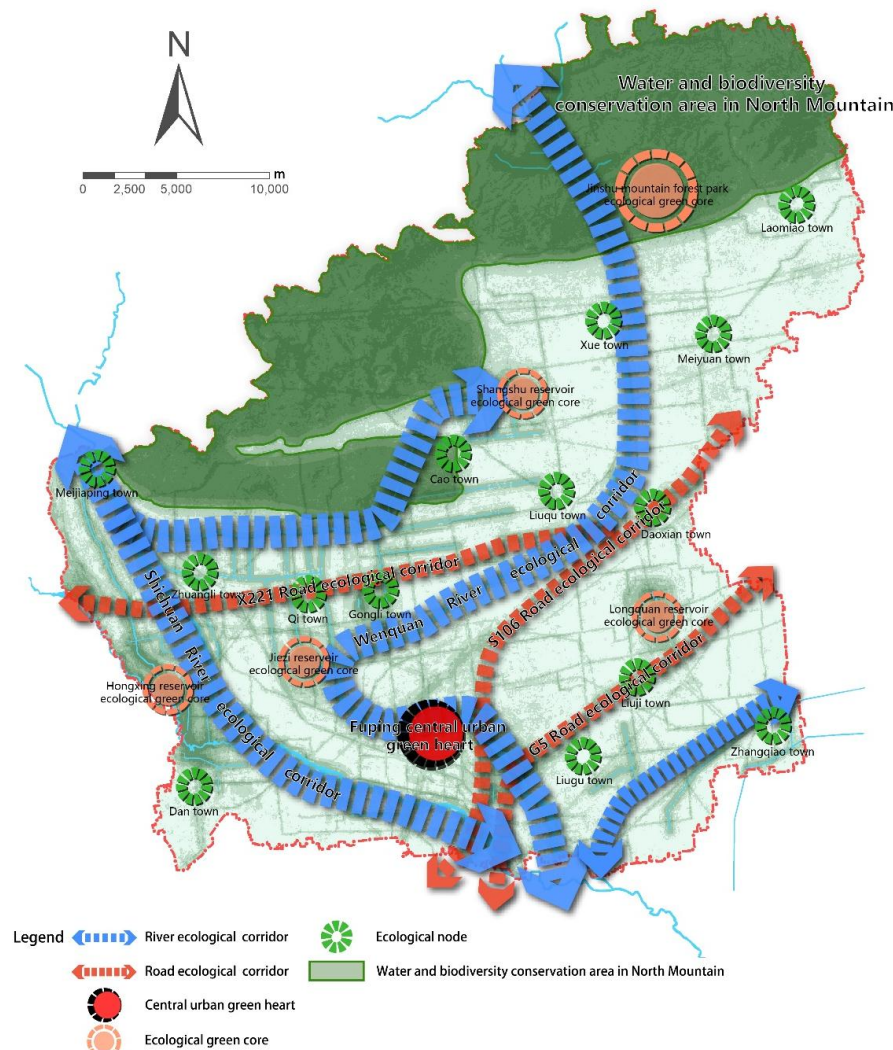 N
m
0 2,500 5,000 10,000
Water and biodiversity
conservation area in North Mountain
Jinshu mountain forest park
ecological green core
Laomiao town
Xue town
Meiyuan town
Shangshu reservoir
ecological green core
Meijiaping town
Cao town
Liuqu town
Daoxian town
Zhuangli town
X221 Road ecological corridor
Qi town
Gongli town
Wenquan River ecological corridor
S106 Road ecological corridor
Longquan reservoir
ecological green core
Shichuan River ecological corridor
Jiezi reservoir
ecological green core
Hongxing reservoir
ecological green core
Liuji town
G5 Road ecological corridor
Fuping central urban
green heart
Zhangqiao town
Liugu town
Dan town
Legend
River ecological corridor
Ecological node
Road ecological corridor
Water and biodiversity conservation area in North Mountain
Central urban green heart
Ecological green core